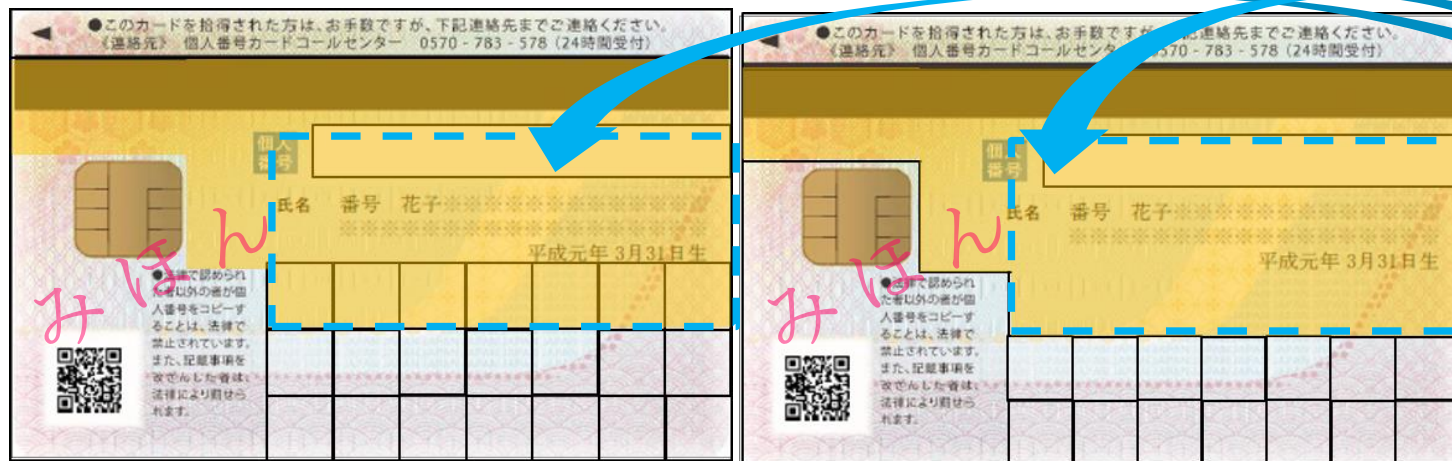 ◀ ●このカードを拾得された方は、お手数ですが、下記連絡先までご連絡ください。
《連絡先》 個人番号カードコールセンター 0570-783-578（24時間受付）
個人
番号
氏名 番号 花子※※※※※※※※※※※※※
※※※※※※※※※※※※※※※※※※
平成元年 3月31日生
みほん
●法律で認められ
た者以外の者が個
人番号をコピーす
ることは、法律で
禁止されています。
また、記載事項を
改ざんした者は、
法律により罰せら
れます。
◀ ●このカードを拾得された方は、お手数ですが 記連絡先までご連絡ください。
《連絡先》 個人番号カードコールセンタ 570-783-578（24時間受付）
個人
番号
氏名 番号 花子※※※※※※※※※※※※※
※※※※※※※※※※※※※※※※※※
平成元年 3月31日生
みほん
●法律で認められ
た者以外の者が個
人番号をコピーす
ることは、法律で
禁止されています。
また、記載事項を
改ざんした者は、
法律により罰せら
れます。